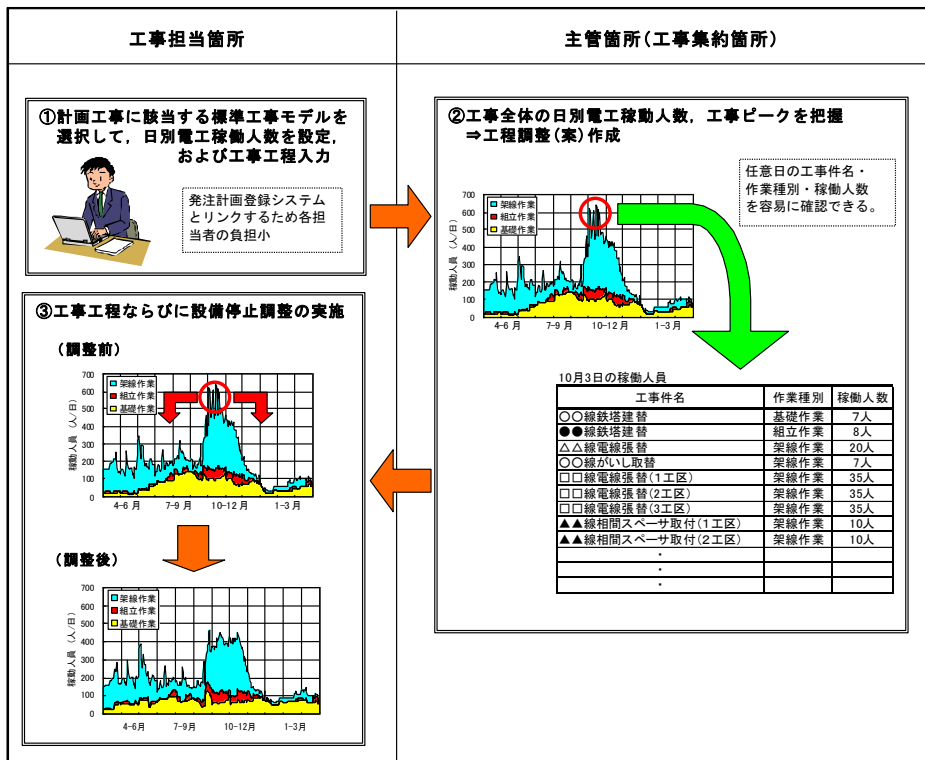 工事担当箇所
主管箇所(工事集約箇所)
①計画工事に該当する標準工事モデルを
選択して，日別電工稼働人数を設定，
および工事工程入力
発注計画登録システム
とリンクするため各担
当者の負担小
②工事全体の日別電工稼動人数，工事ピークを把握
⇒工程調整(案)作成
任意日の工事件名・
作業種別・稼働人数
を容易に確認できる。
稼動人員（人/日）
700
600
500
400
300
200
100
0
架線作業
組立作業
基礎作業
4-6月
7-9月
10-12月
1-3月
10月3日の稼働人員
工事件名 作業種別 稼働人数
○○線鉄塔建替 基礎作業 7人
●●線鉄塔建替 組立作業 8人
△△線電線張替 架線作業 20人
○○線がいし取替 架線作業 7人
□□線電線張替(1工区) 架線作業 35人
□□線電線張替(2工区) 架線作業 35人
□□線電線張替(3工区) 架線作業 35人
▲▲線相間スペーサ取付(1工区) 架線作業 10人
▲▲線相間スペーサ取付(2工区) 架線作業 10人
・
・
・
③工事工程ならびに設備停止調整の実施
(調整前)
稼動人員（人/日）
700
600
500
400
300
200
100
0
架線作業
組立作業
基礎作業
4-6月
7-9月
10-12月
1-3月
(調整後)
稼動人員（人/日）
700
600
500
400
300
200
100
0
架線作業
組立作業
基礎作業
4-6月
7-9月
10-12月
1-3月